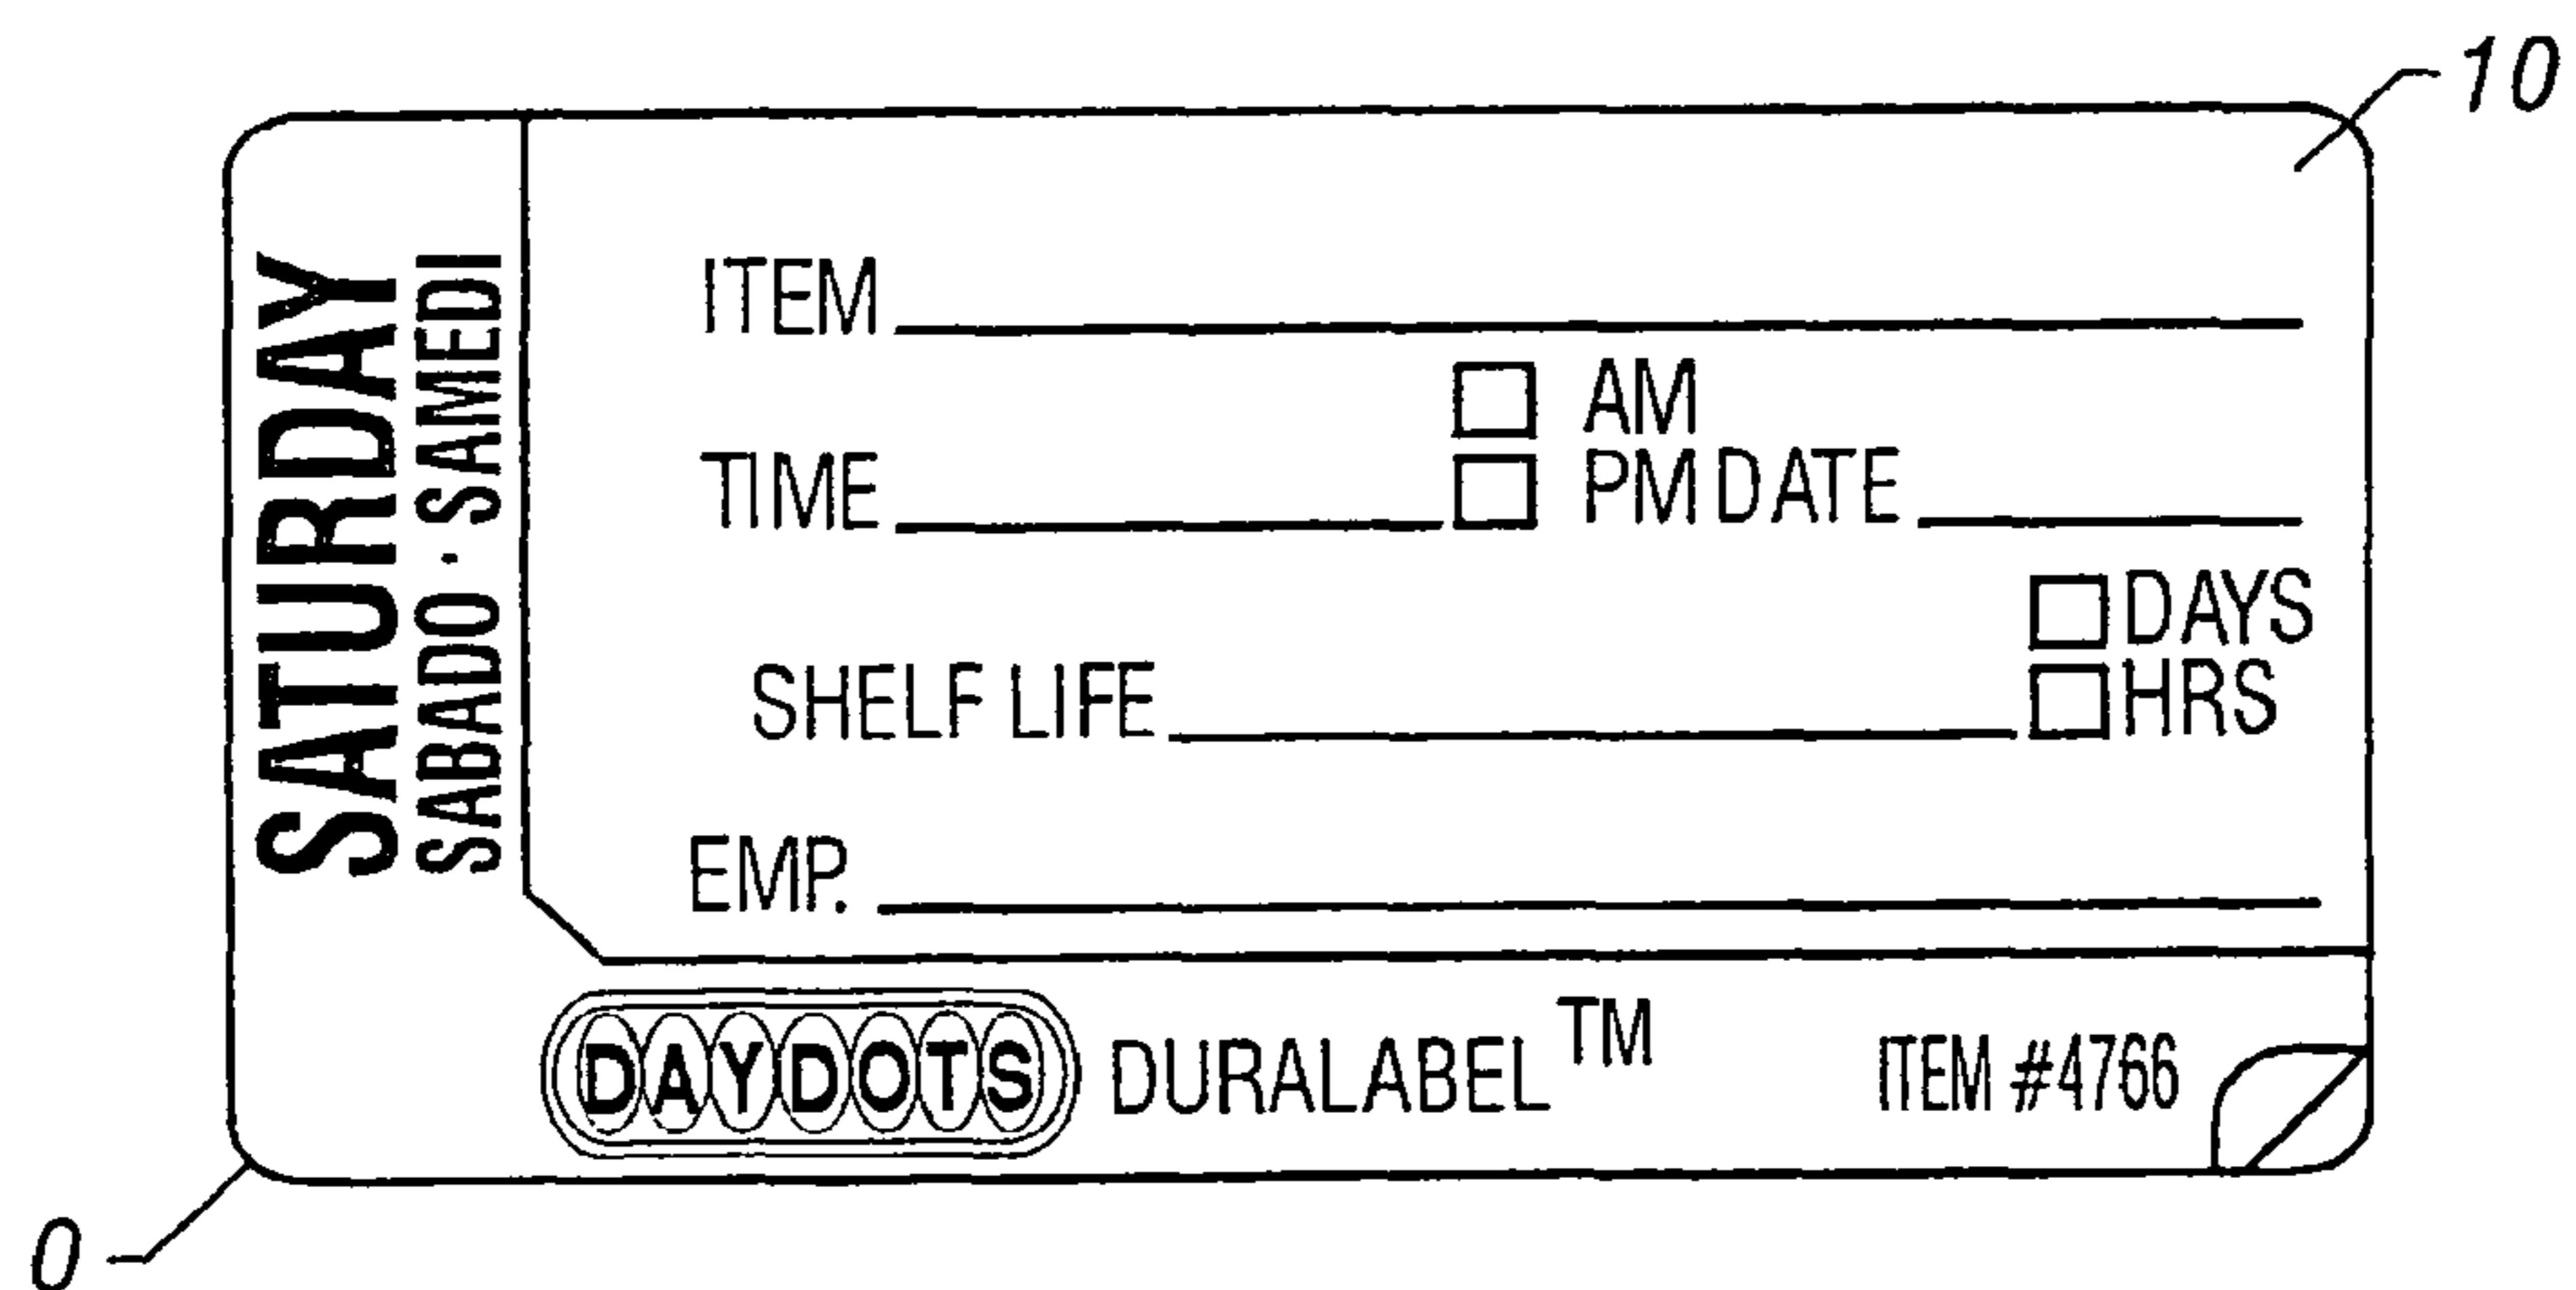 10
SATURDAY
SABADO · SAMEDI
ITEM
AM
TIME PM DATE
DAYS
SHELF LIFE HRS
EMP.
DAYDOTS DURALABEL™ ITEM #4766
0